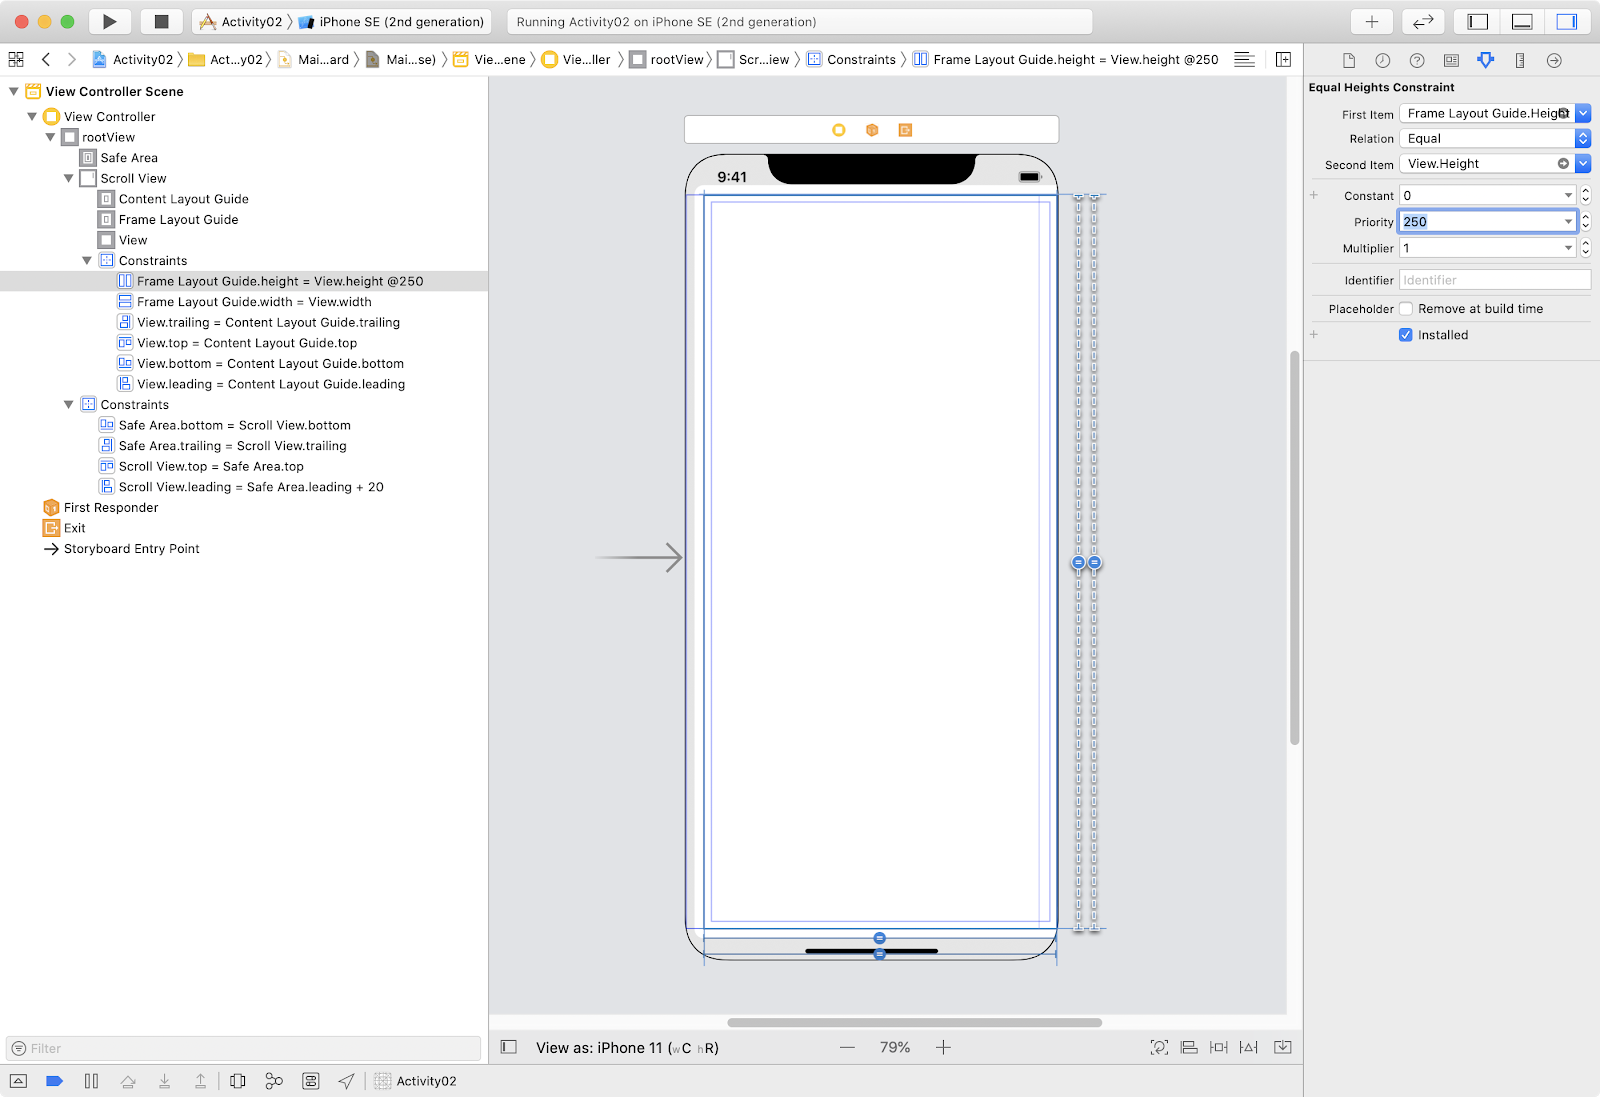 Activity02 iPhone SE (2nd generation)
Running Activity02 on iPhone SE (2nd generation)
Activity02 Act...y02 Mai...ard Mai...se) Vie...ene Vie...ller rootView Scr...iew Constraints Frame Layout Guide.height = View.height @250
View Controller Scene
View Controller
rootView
Safe Area
Scroll View
Content Layout Guide
Frame Layout Guide
View
Constraints
Frame Layout Guide.height = View.height @250
Frame Layout Guide.width = View.width
View.trailing = Content Layout Guide.trailing
View.top = Content Layout Guide.top
View.bottom = Content Layout Guide.bottom
View.leading = Content Layout Guide.leading
Constraints
Safe Area.bottom = Scroll View.bottom
Safe Area.trailing = Scroll View.trailing
Scroll View.top = Safe Area.top
Scroll View.leading = Safe Area.leading + 20
First Responder
Exit
Storyboard Entry Point
Filter
9:41
View as: iPhone 11 (wC hR)
79%
Activity02
Equal Heights Constraint
First Item Frame Layout Guide.Height
Relation Equal
Second Item View.Height
Constant 0
Priority 250
Multiplier 1
Identifier Identifier
Placeholder Remove at build time
Installed